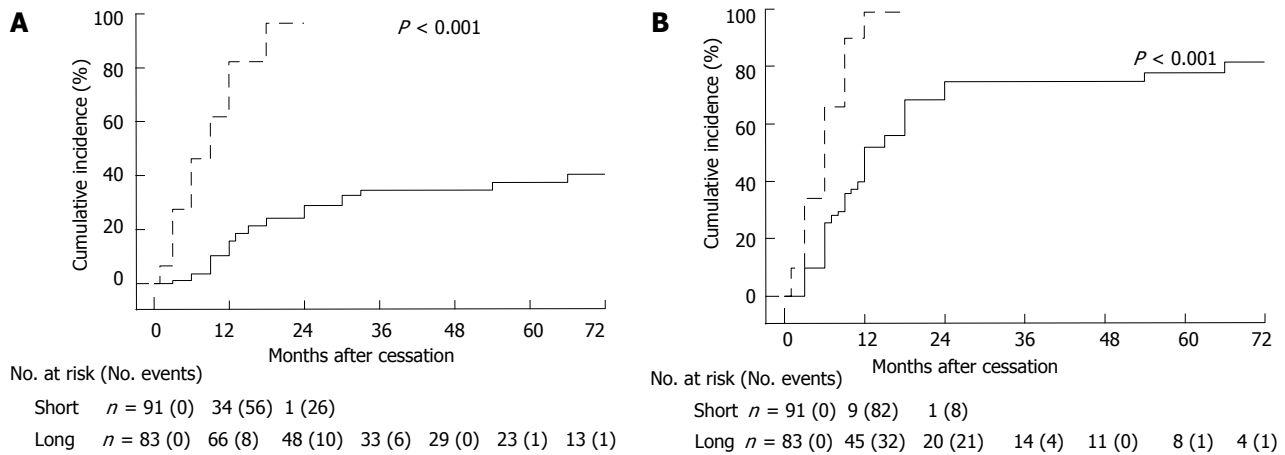 A
P < 0.001
Cumulative incidence (%)
100
80
60
40
20
0
0 12 24 36 48 60 72
Months after cessation
No. at risk (No. events)
Short n = 91 (0) 34 (56) 1 (26)
Long n = 83 (0) 66 (8) 48 (10) 33 (6) 29 (0) 23 (1) 13 (1)
B
P < 0.001
Cumulative incidence (%)
100
80
60
40
20
0
0 12 24 36 48 60 72
Months after cessation
No. at risk (No. events)
Short n = 91 (0) 9 (82) 1 (8)
Long n = 83 (0) 45 (32) 20 (21) 14 (4) 11 (0) 8 (1) 4 (1)